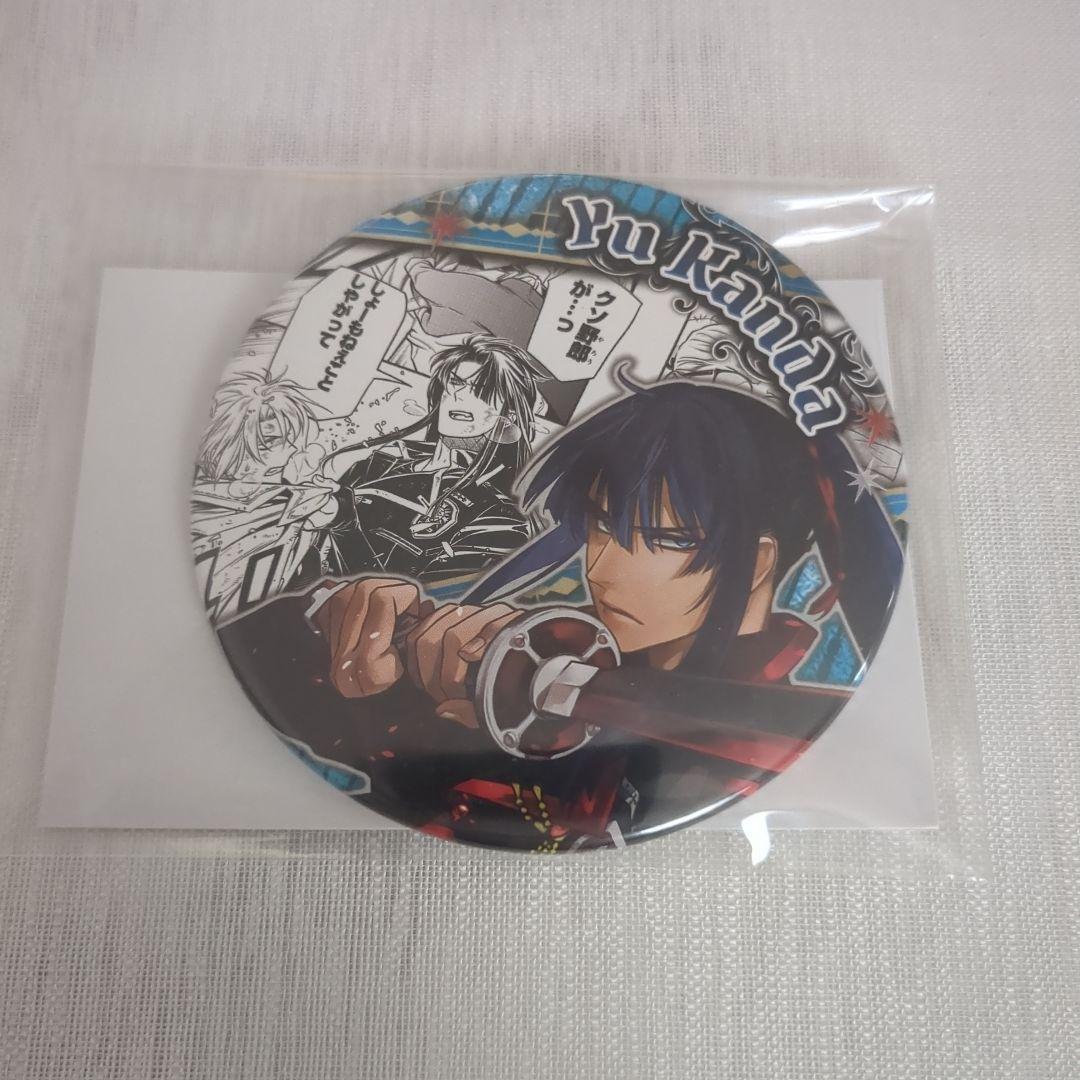 Yu Kanda
クソ野郎
が…っ
しょーもねェこと
しやがって